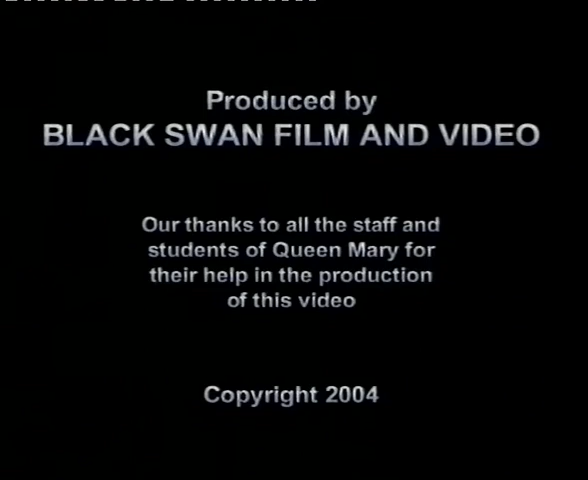 Produced by
BLACK SWAN FILM AND VIDEO
Our thanks to all the staff and
students of Queen Mary for
their help in the production
of this video
Copyright 2004